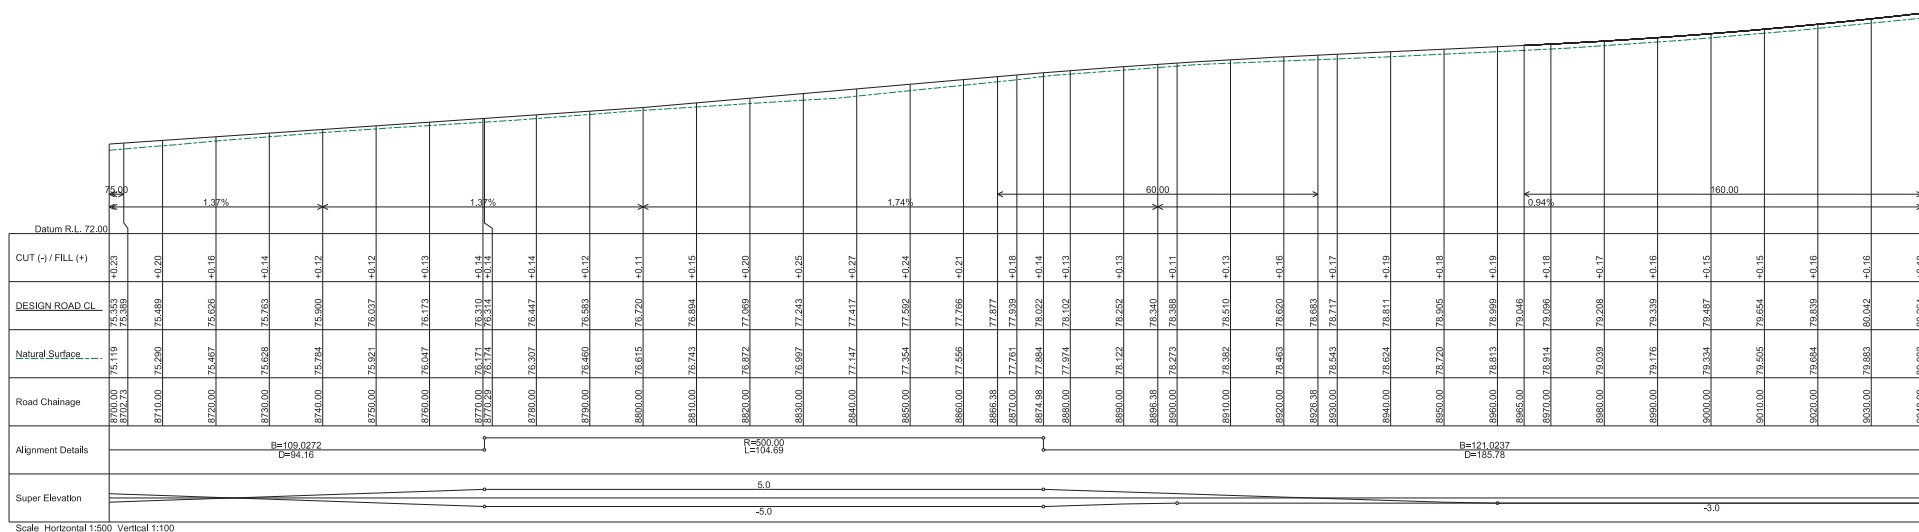 75.00 60.00 160.00
1.37% 1.37% 1.74% 0.94%
Datum R.L. 72.00
CUT (-) / FILL (+) +0.23 +0.20 +0.16 +0.14 +0.12 +0.12 +0.13 +0.14 +0.14 +0.14 +0.12 +0.11 +0.15 +0.20 +0.25 +0.27 +0.24 +0.21 +0.18 +0.14 +0.13 +0.13 +0.11 +0.13 +0.16 +0.17 +0.19 +0.18 +0.19 +0.18 +0.17 +0.16 +0.15 +0.15 +0.16 +0.16
DESIGN ROAD CL 75.353 75.389 75.489 75.626 75.763 75.900 76.037 76.173 76.310 76.314 76.447 76.583 76.720 76.894 77.069 77.243 77.417 77.592 77.766 77.877 77.939 78.022 78.102 78.252 78.340 78.388 78.510 78.620 78.683 78.717 78.811 78.905 78.999 79.046 79.096 79.208 79.339 79.487 79.654 79.839 80.042
Natural Surface 75.119 75.290 75.467 75.628 75.784 75.921 76.047 76.171 76.174 76.307 76.460 76.615 76.743 76.872 76.997 77.147 77.354 77.556 77.761 77.884 77.974 78.122 78.273 78.382 78.463 78.543 78.624 78.720 78.813 78.914 79.039 79.176 79.334 79.505 79.684 79.883
Road Chainage 8700.00 8702.73 8710.00 8720.00 8730.00 8740.00 8750.00 8760.00 8770.00 8770.29 8780.00 8790.00 8800.00 8810.00 8820.00 8830.00 8840.00 8850.00 8860.00 8866.38 8870.00 8874.98 8880.00 8890.00 8896.38 8900.00 8910.00 8920.00 8926.38 8930.00 8940.00 8950.00 8960.00 8965.00 8970.00 8980.00 8990.00 9000.00 9010.00 9020.00 9030.00
Alignment Details B=109.0272 R=500.00 B=121.0237
D=94.16 L=104.69 D=185.78
Super Elevation 5.0
-5.0 -3.0
Scale Horizontal 1:500 Vertical 1:100